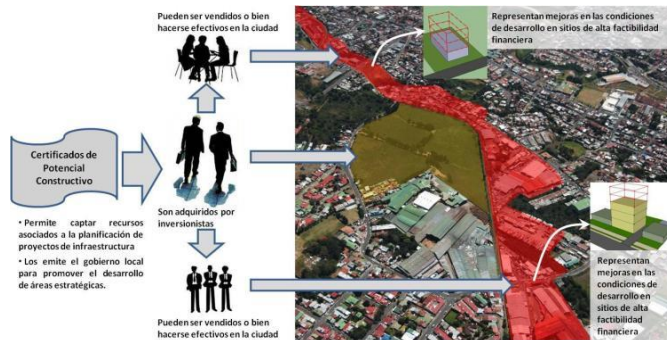 Pueden ser vendidos o bien
hacerse efectivos en la ciudad
Representan mejoras en las condiciones
de desarrollo en sitios de alta factibilidad
financiera
Certificados de
Potencial
Constructivo
• Permite captar recursos
asociados a la planificación de
proyectos de infraestructura
• Los emite el gobierno local
para promover el desarrollo
de áreas estratégicas.
Son adquiridos por
inversionistas
Pueden ser vendidos o bien
hacerse efectivos en la ciudad
Representan
mejoras en las
condiciones de
desarrollo en
sitios de alta
factibilidad
financiera